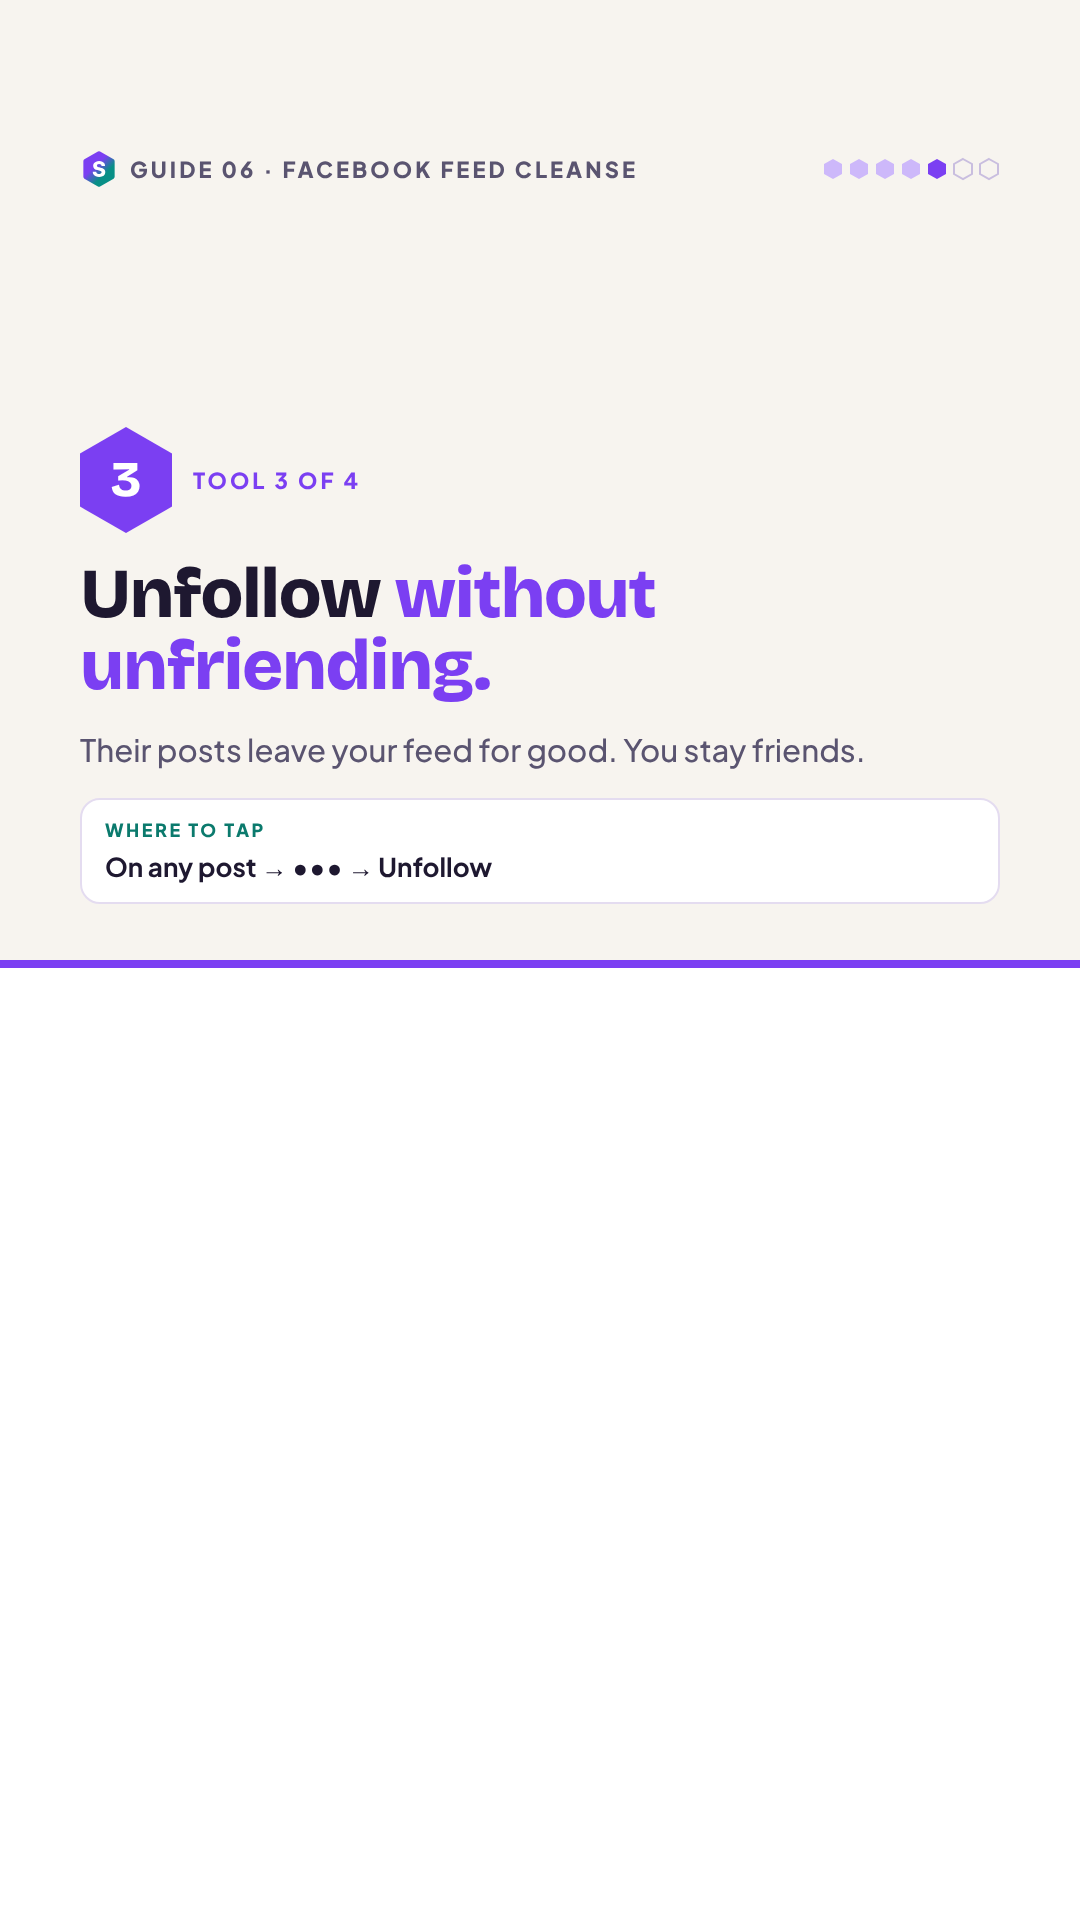 S GUIDE 06 · FACEBOOK FEED CLEANSE
3 TOOL 3 OF 4
Unfollow without
unfriending.
Their posts leave your feed for good. You stay friends.
WHERE TO TAP
On any post → ••• → Unfollow